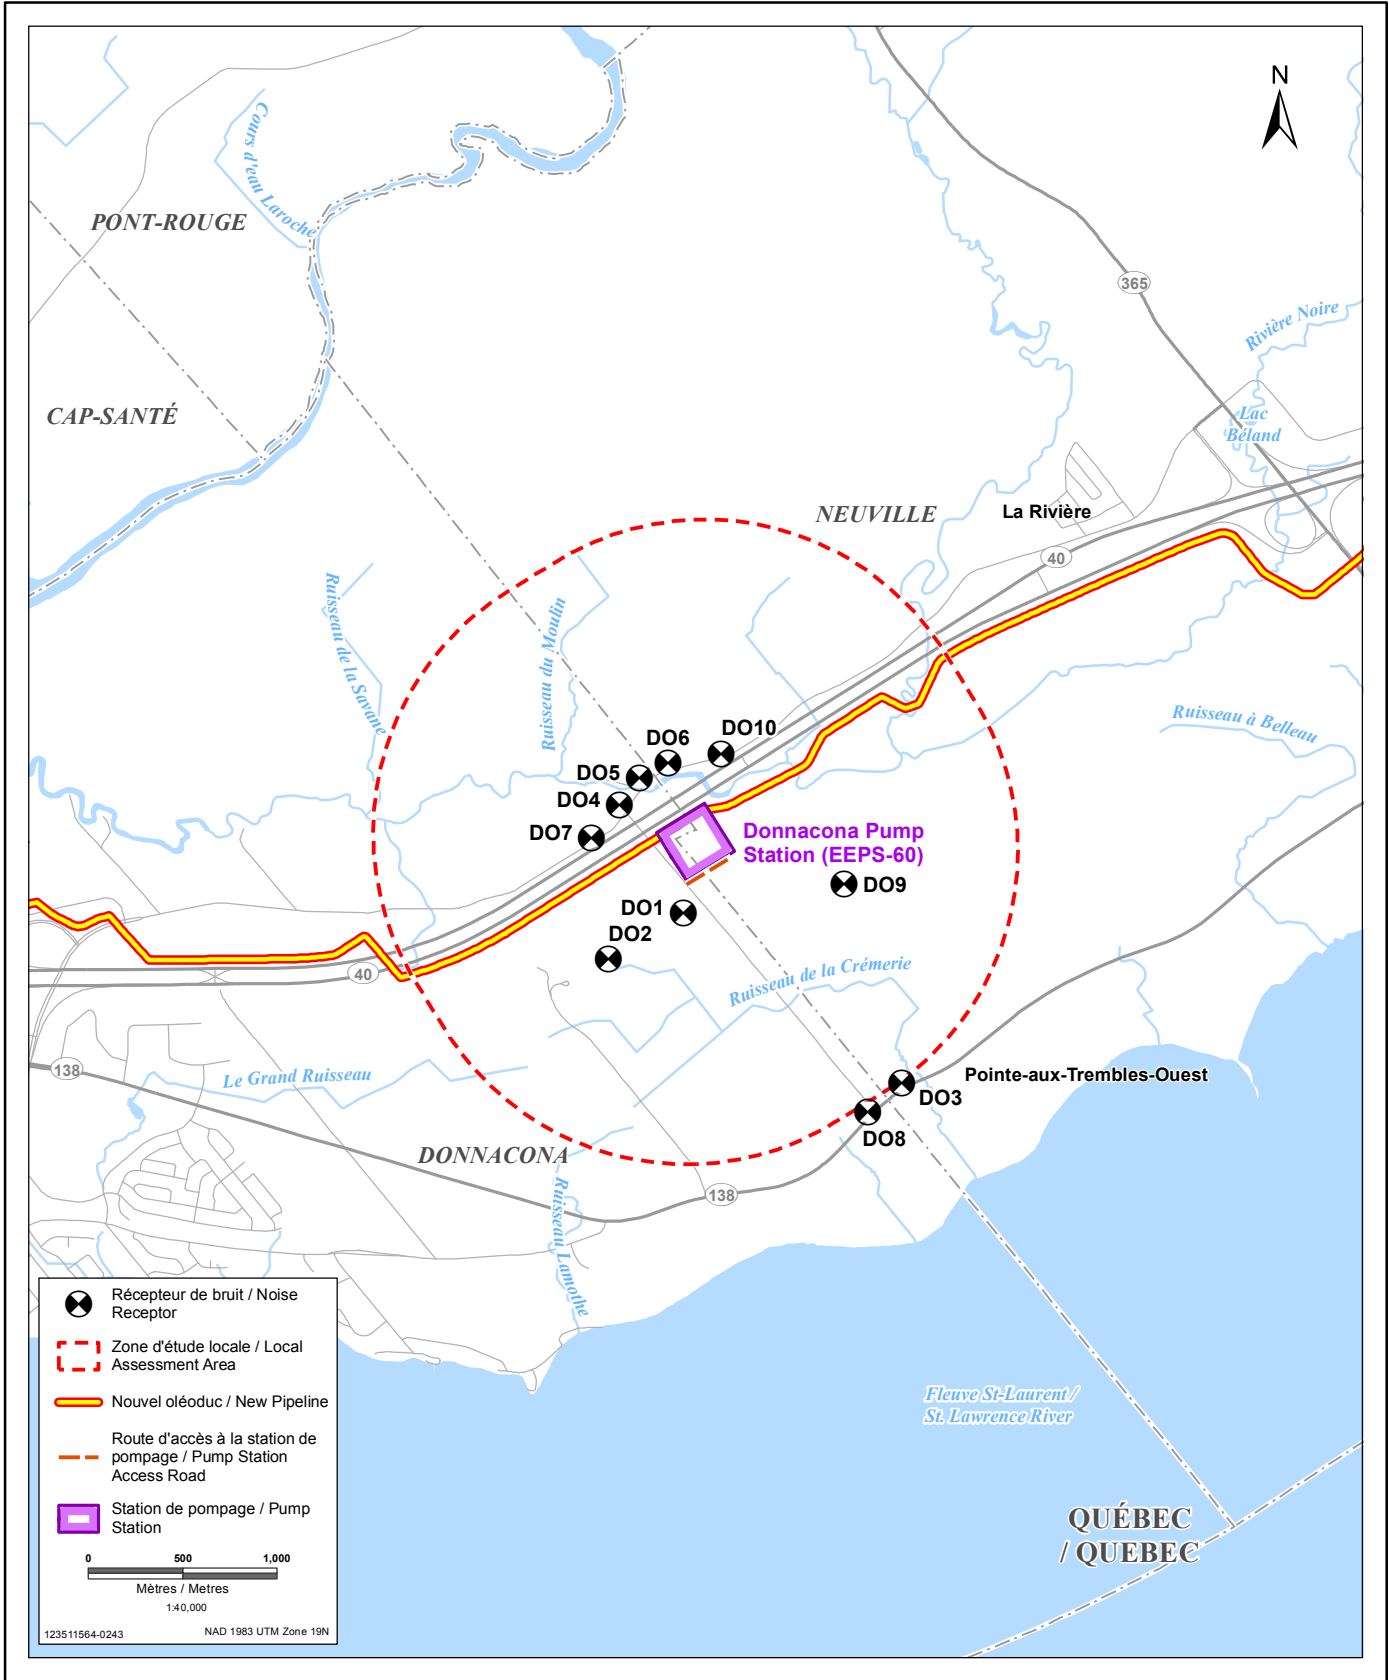 N
Cours d'eau Laroche
PONT-ROUGE
365
Rivière Noire
CAP-SANTÉ
Lac
Béland
NEUVILLE
La Rivière
40
Ruisseau de la Savane
Ruisseau du Moulin
Ruisseau à Belleau
DO10
DO6
DO5
DO4
DO7
Donnacona Pump
Station (EEPS-60)
DO9
DO1
DO2
40
Ruisseau de la Crémerie
138
Le Grand Ruisseau
Pointe-aux-Trembles-Ouest
DO3
DO8
DONNACONA
138
Ruisseau Lamothe
Fleuve St-Laurent /
St. Lawrence River
QUÉBEC
/ QUEBEC
Récepteur de bruit / Noise
Receptor
Zone d'étude locale / Local
Assessment Area
Nouvel oléoduc / New Pipeline
Route d'accès à la station de
pompage / Pump Station
Access Road
Station de pompage / Pump
Station
0 500 1,000
Mètres / Metres
1:40,000
123511564-0243 NAD 1983 UTM Zone 19N